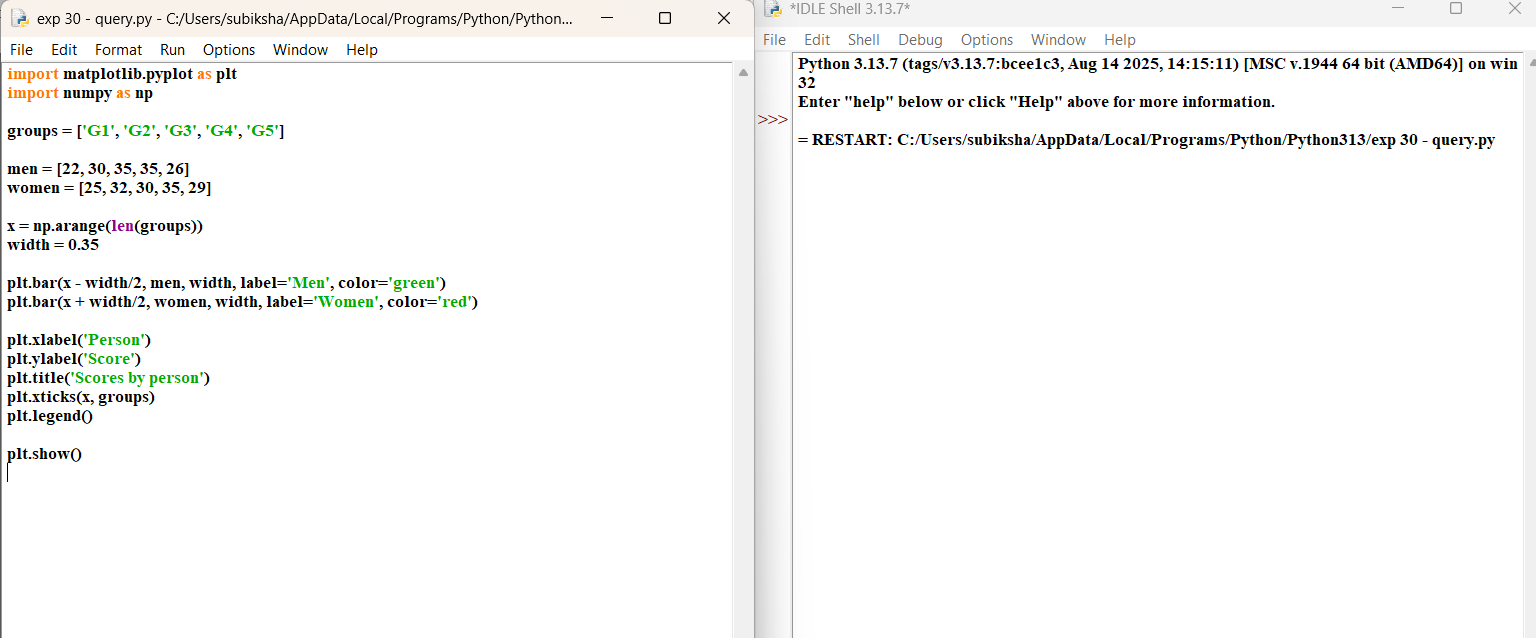 exp 30 - query.py - C:/Users/subiksha/AppData/Local/Programs/Python/Python...
File Edit Format Run Options Window Help
import matplotlib.pyplot as plt
import numpy as np
groups = ['G1', 'G2', 'G3', 'G4', 'G5']
men = [22, 30, 35, 35, 26]
women = [25, 32, 30, 35, 29]
x = np.arange(len(groups))
width = 0.35
plt.bar(x - width/2, men, width, label='Men', color='green')
plt.bar(x + width/2, women, width, label='Women', color='red')
plt.xlabel('Person')
plt.ylabel('Score')
plt.title('Scores by person')
plt.xticks(x, groups)
plt.legend()
plt.show()
*IDLE Shell 3.13.7*
File Edit Shell Debug Options Window Help
Python 3.13.7 (tags/v3.13.7:bcee1c3, Aug 14 2025, 14:15:11) [MSC v.1944 64 bit (AMD64)] on win
32
Enter "help" below or click "Help" above for more information.
>>>
= RESTART: C:/Users/subiksha/AppData/Local/Programs/Python/Python313/exp 30 - query.py